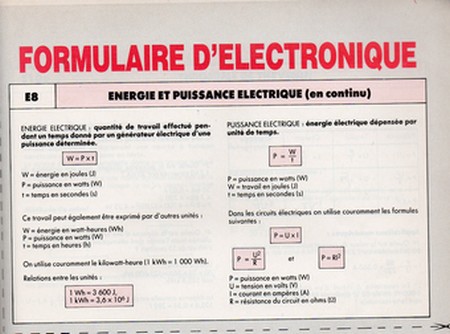 FORMULAIRE D'ELECTRONIQUE
E8
ENERGIE ET PUISSANCE ELECTRIQUE (en continu)
ENERGIE ELECTRIQUE : quantité de travail effectué pen-
dant un temps donné par un générateur électrique d'une
puissance déterminée.
W = P x t
W = énergie en joules (J)
P = puissance en watts (W)
t = temps en secondes (s)
Ce travail peut également être exprimé par d'autres unités :
W = énergie en watt-heures (Wh)
P = puissance en watts (W)
t = temps en heures (h)
On utilise couramment le kilowatt-heure (1 kWh = 1 000 Wh).
Relations entre les unités :
1 Wh = 3 600 J,
1 kWh = 3,6 x 10⁶ J
PUISSANCE ELECTRIQUE : énergie électrique dépensée par
unité de temps.
P = W/t
P = puissance en watts (W)
W = travail en joules (J)
t = temps en secondes (s)
Dans les circuits électriques on utilise couramment les formules
suivantes :
P = U x I
P = U²/R et P = RI²
P = puissance en watts (W)
U = tension en volts (V)
I = courant en ampères (A)
R = résistance du circuit en ohms (Ω)